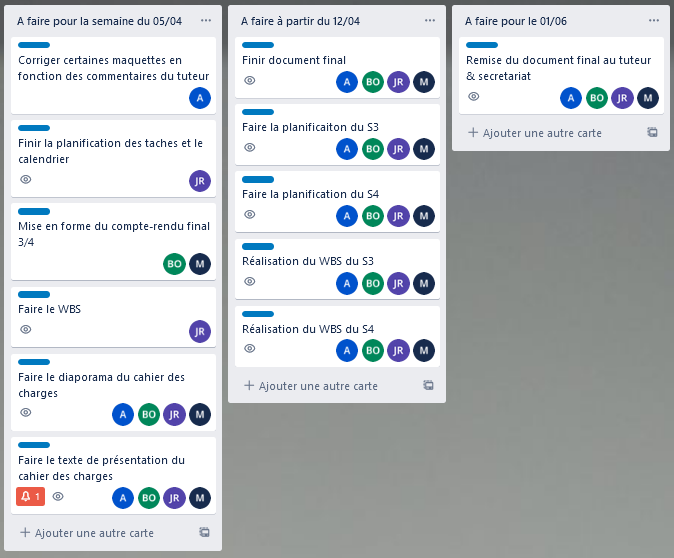 A faire pour la semaine du 05/04
Corriger certaines maquettes en
fonction des commentaires du tuteur
A
Finir la planification des taches et le
calendrier
JR
Mise en forme du compte-rendu final
3/4
BO M
Faire le WBS
JR
Faire le diaporama du cahier des
charges
A BO JR M
Faire le texte de présentation du
cahier des charges
1 A BO JR M
Ajouter une autre carte
A faire à partir du 12/04
Finir document final
A BO JR M
Faire la planificaiton du S3
A BO JR M
Faire la planification du S4
A BO JR M
Réalisation du WBS du S3
A BO JR M
Réalisation du WBS du S4
A BO JR M
Ajouter une autre carte
A faire pour le 01/06
Remise du document final au tuteur
& secretariat
A BO JR M
Ajouter une autre carte